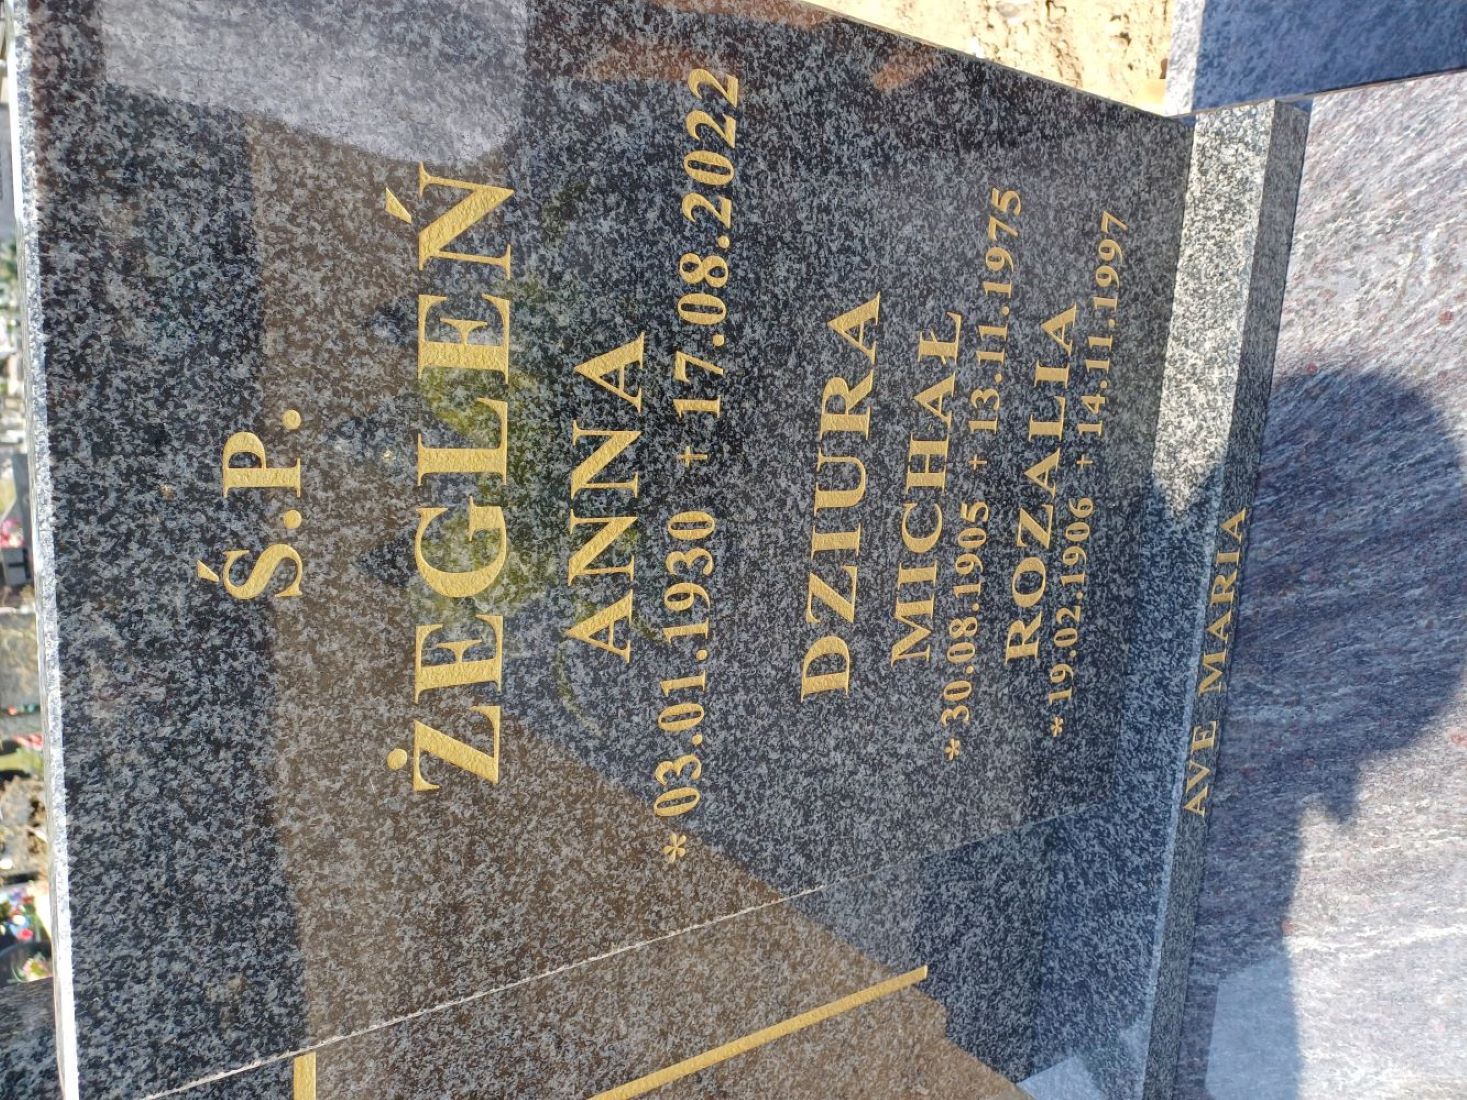 Ś.P.
ŻEGLEŃ
ANNA
* 03.01.1930 + 17.08.2022
DZIURA
MICHAŁ
* 30.08.1905 + 13.11.1975
ROZALIA
* 19.02.1906 + 14.11.1997
AVE MARIA